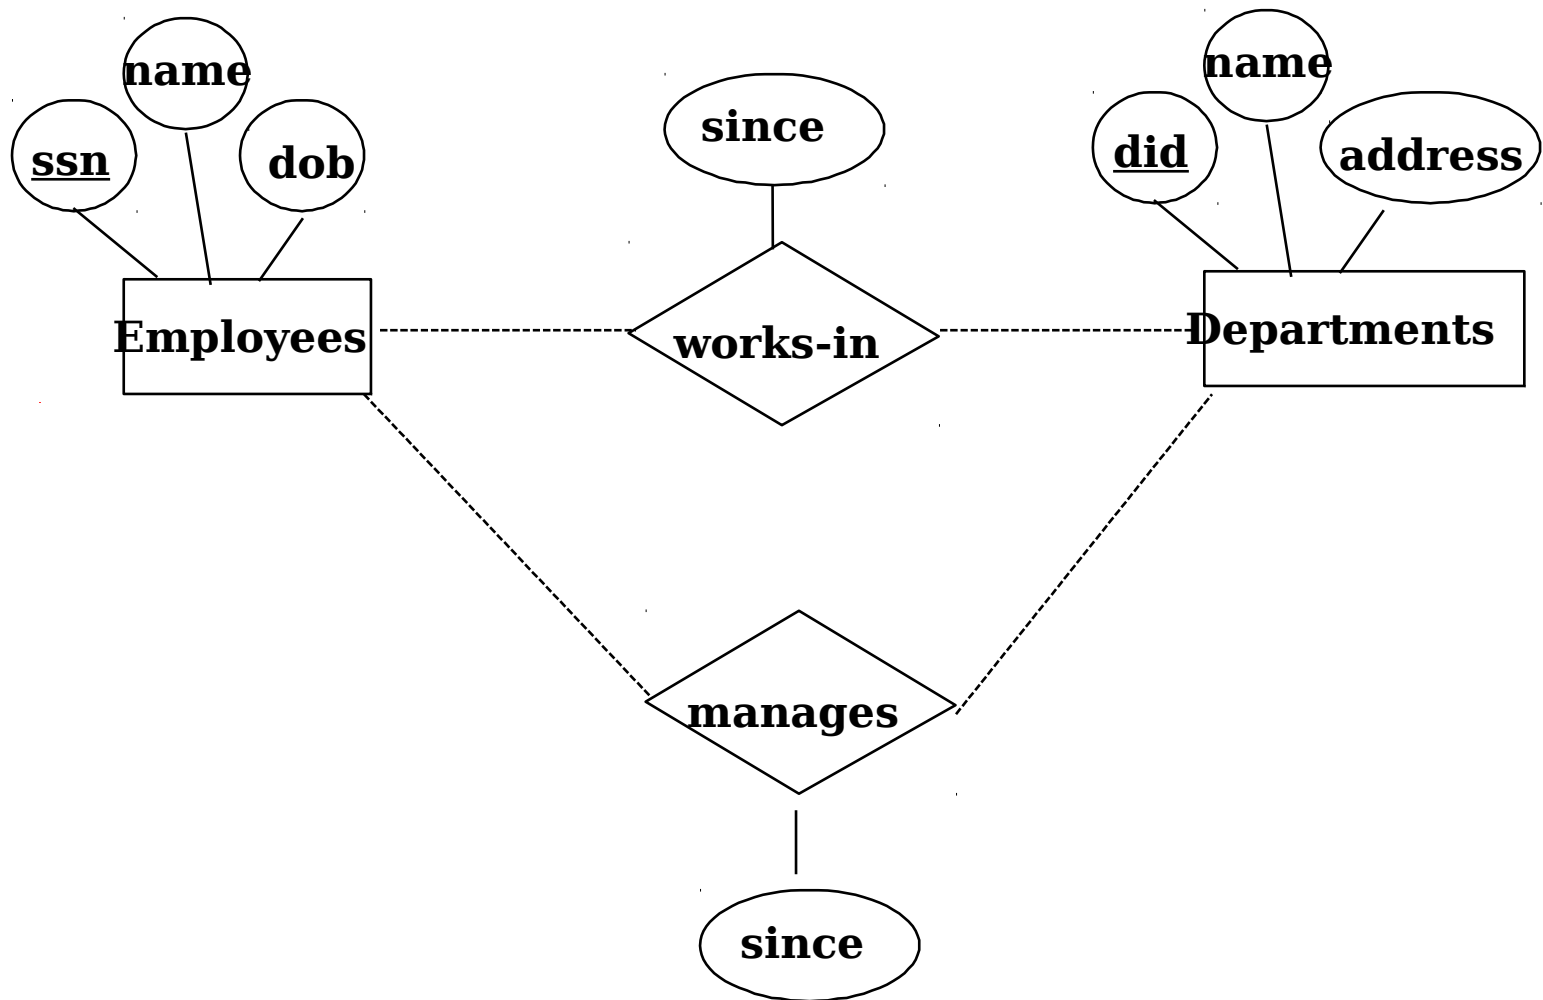 name
name
since
ssn
dob
did
address
Employees
works-in
Departments
manages
since